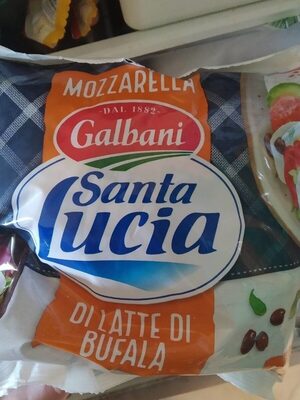 MOZZARELLA
DAL 1882
Galbani
Santa
Lucia
DI LATTE DI
BUFALA